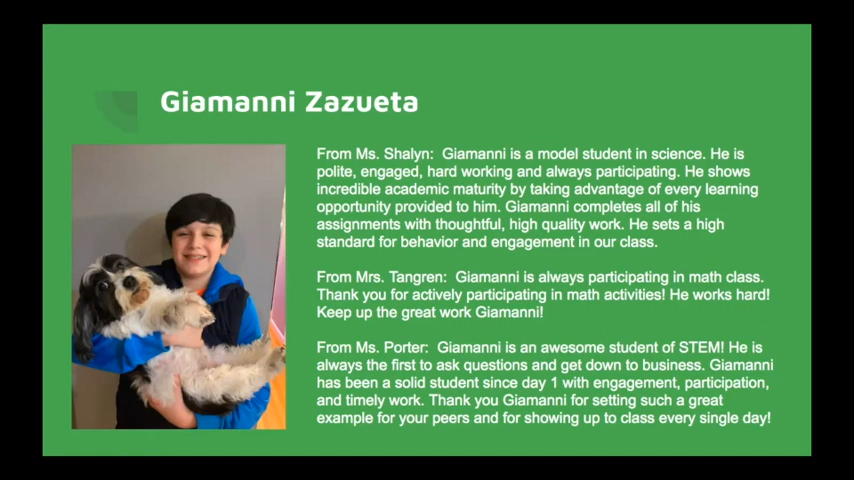 Giamanni Zazueta
From Ms. Shalyn:  Giamanni is a model student in science. He is
polite, engaged, hard working and always participating. He shows
incredible academic maturity by taking advantage of every learning
opportunity provided to him. Giamanni completes all of his
assignments with thoughtful, high quality work. He sets a high
standard for behavior and engagement in our class.
From Mrs. Tangren:  Giamanni is always participating in math class.
Thank you for actively participating in math activities! He works hard!
Keep up the great work Giamanni!
From Ms. Porter:  Giamanni is an awesome student of STEM! He is
always the first to ask questions and get down to business. Giamanni
has been a solid student since day 1 with engagement, participation,
and timely work. Thank you Giamanni for setting such a great
example for your peers and for showing up to class every single day!